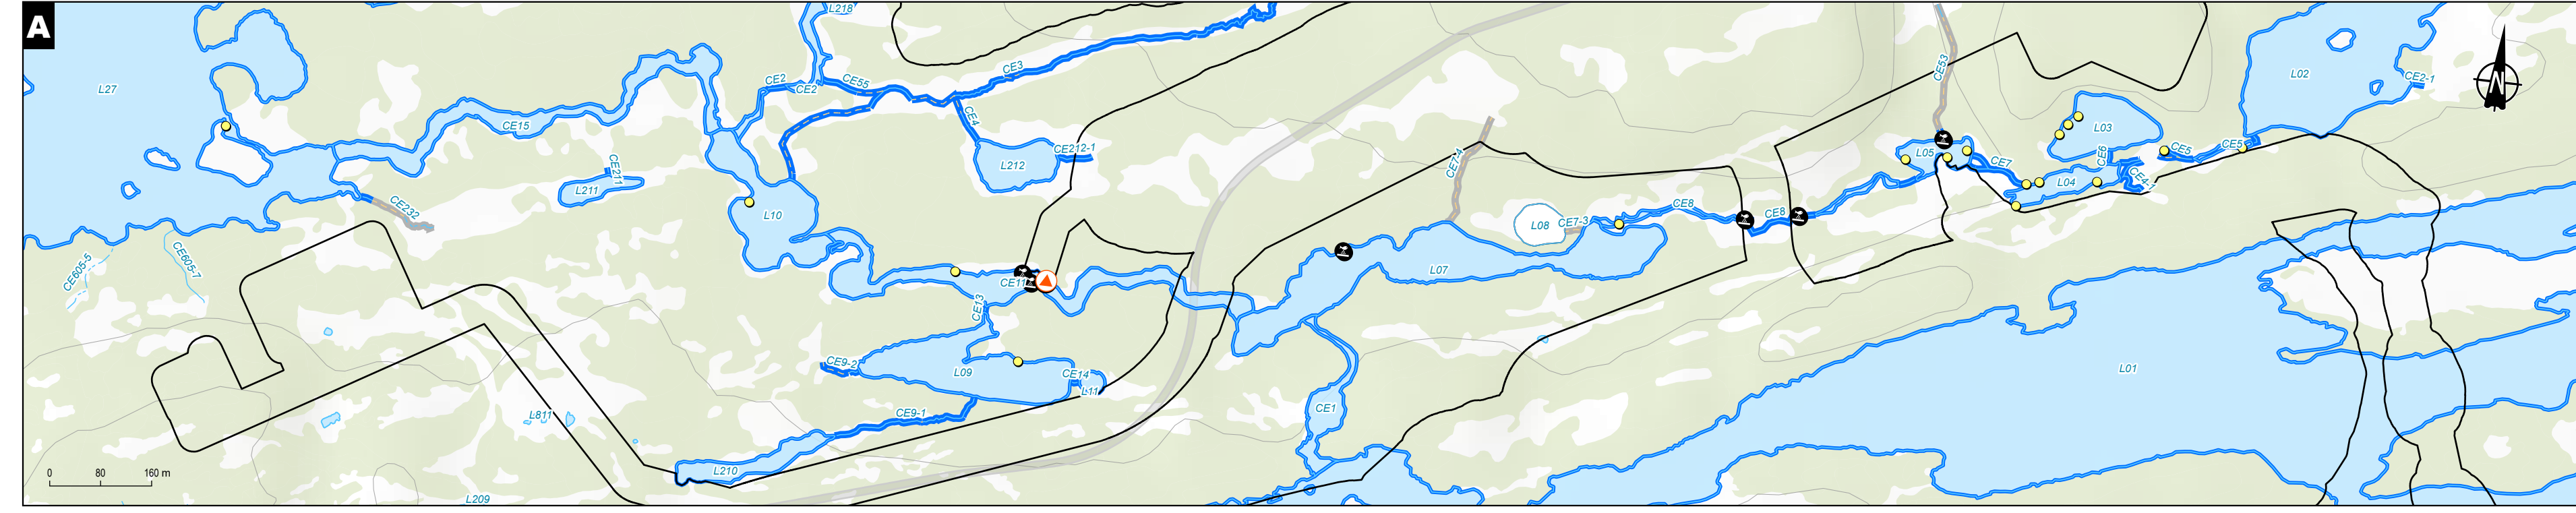 A
L218
L02
CE3
CE53
CE2
CE55
CE2
CE2-1
L27
N
CE4
CE15
L03
CE212-1
CE5
CE5
L05
CE6
CE7
CE7-4
L212
CE211
L211
L04
CE4-1
CE232
L10
CE8
CE8
L08
CE7-3
CE605-5
CE605-7
L07
CE11
CE13
CE9-2
L09
CE14
L11
L01
CE1
CE9-1
L811
L210
0 80 160 m
L209